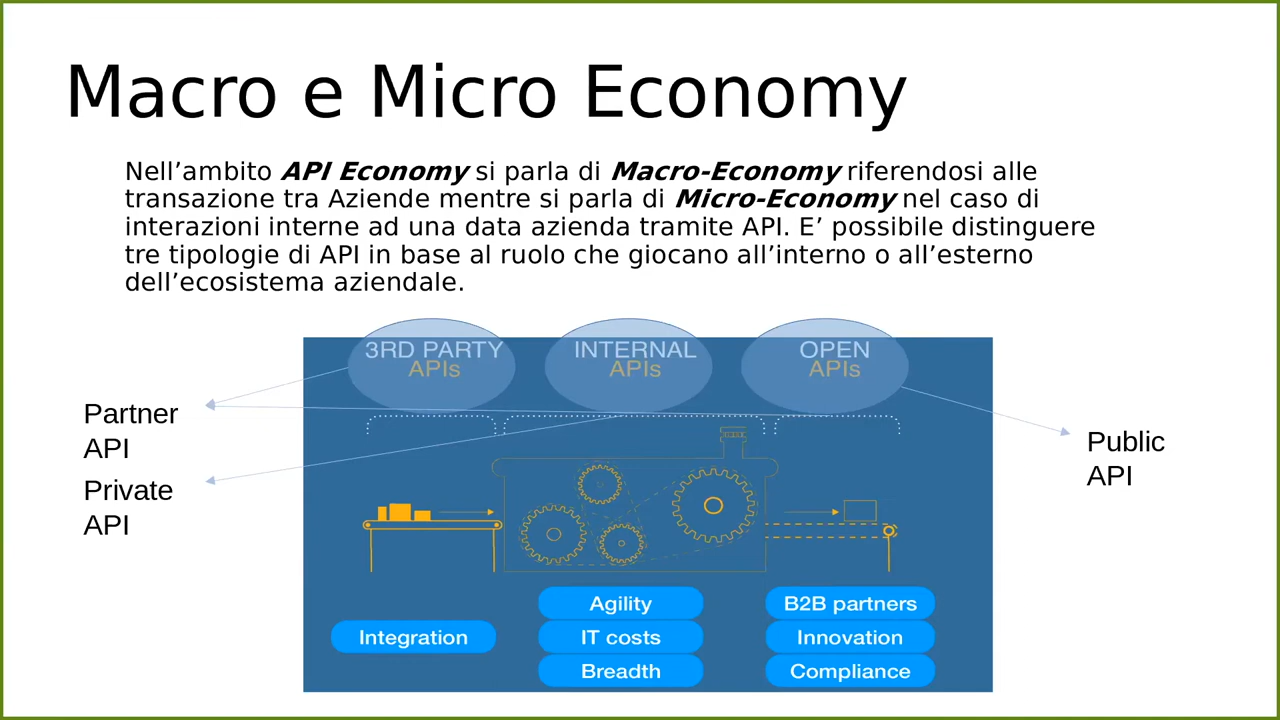 Macro e Micro Economy
Nell’ambito API Economy si parla di Macro-Economy riferendosi alle
transazione tra Aziende mentre si parla di Micro-Economy nel caso di
interazioni interne ad una data azienda tramite API. E’ possibile distinguere
tre tipologie di API in base al ruolo che giocano all’interno o all’esterno
dell’ecosistema aziendale.
3RD PARTY
APIs
INTERNAL
APIs
OPEN
APIs
Partner
API
Private
API
Public
API
Integration
Agility
IT costs
Breadth
B2B partners
Innovation
Compliance